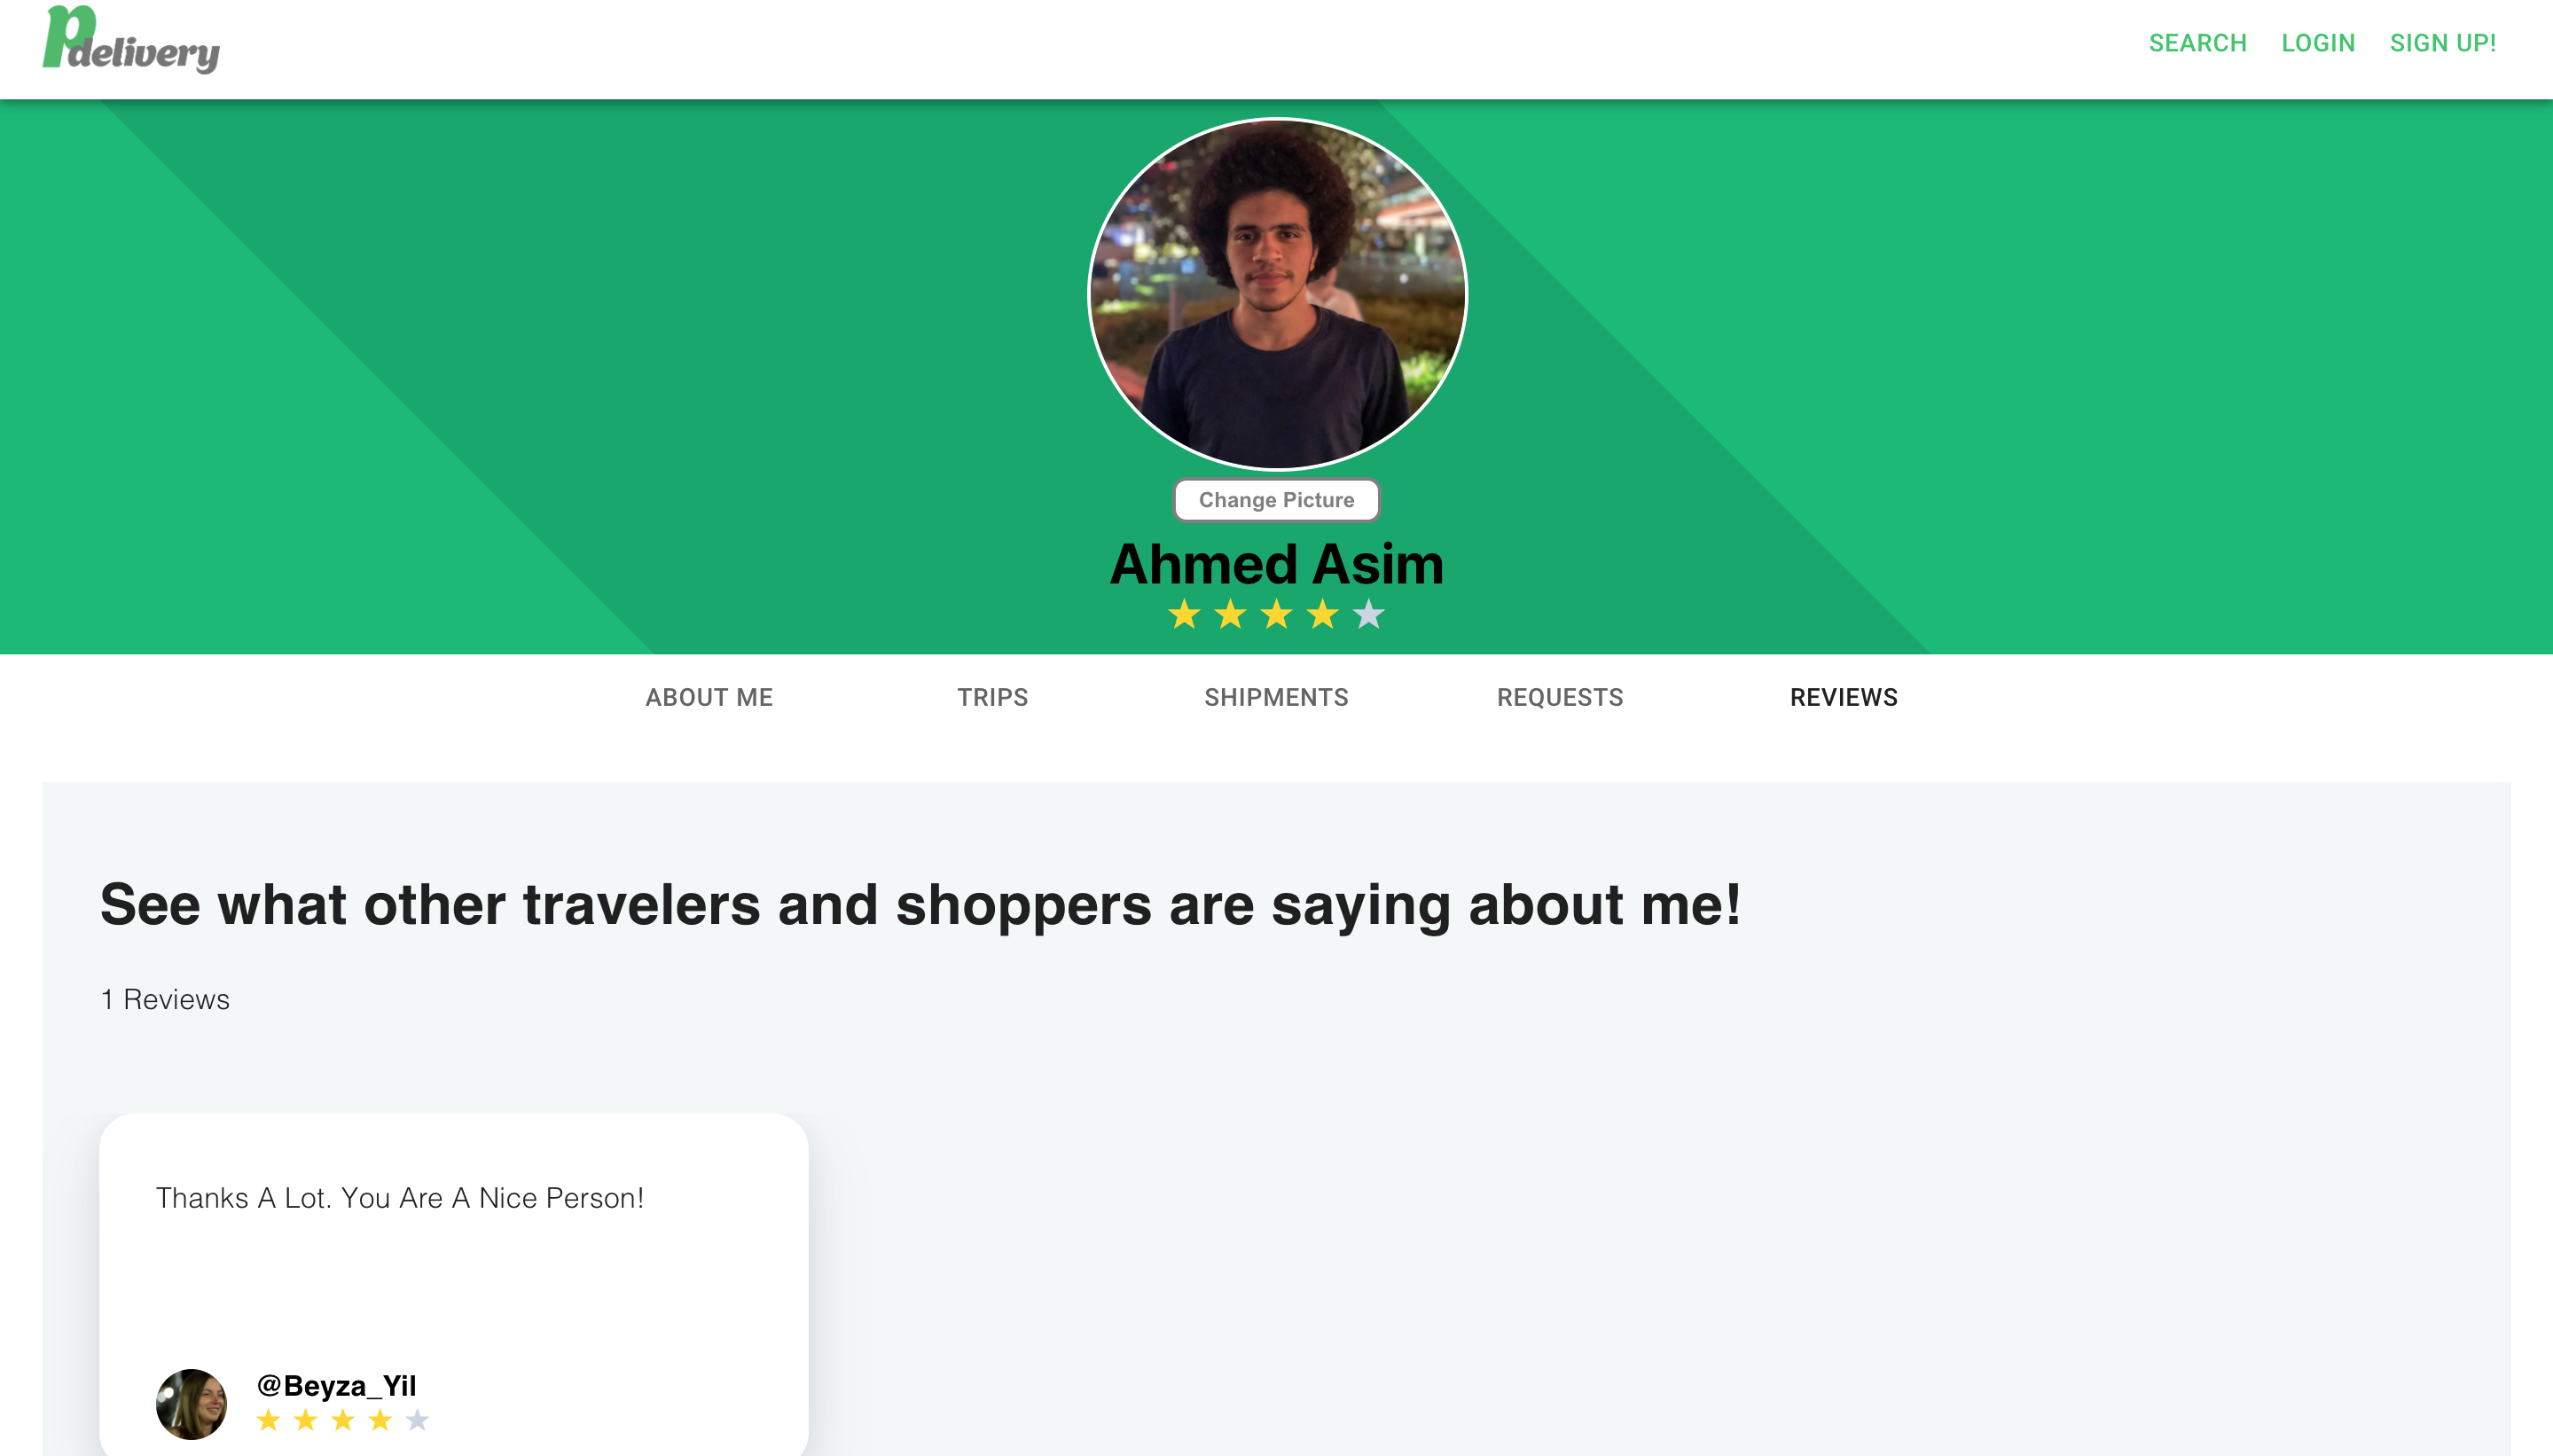 Pdelivery
SEARCH LOGIN SIGN UP!
Change Picture
Ahmed Asim
ABOUT ME TRIPS SHIPMENTS REQUESTS REVIEWS
See what other travelers and shoppers are saying about me!
1 Reviews
Thanks A Lot. You Are A Nice Person!
@Beyza_Yil